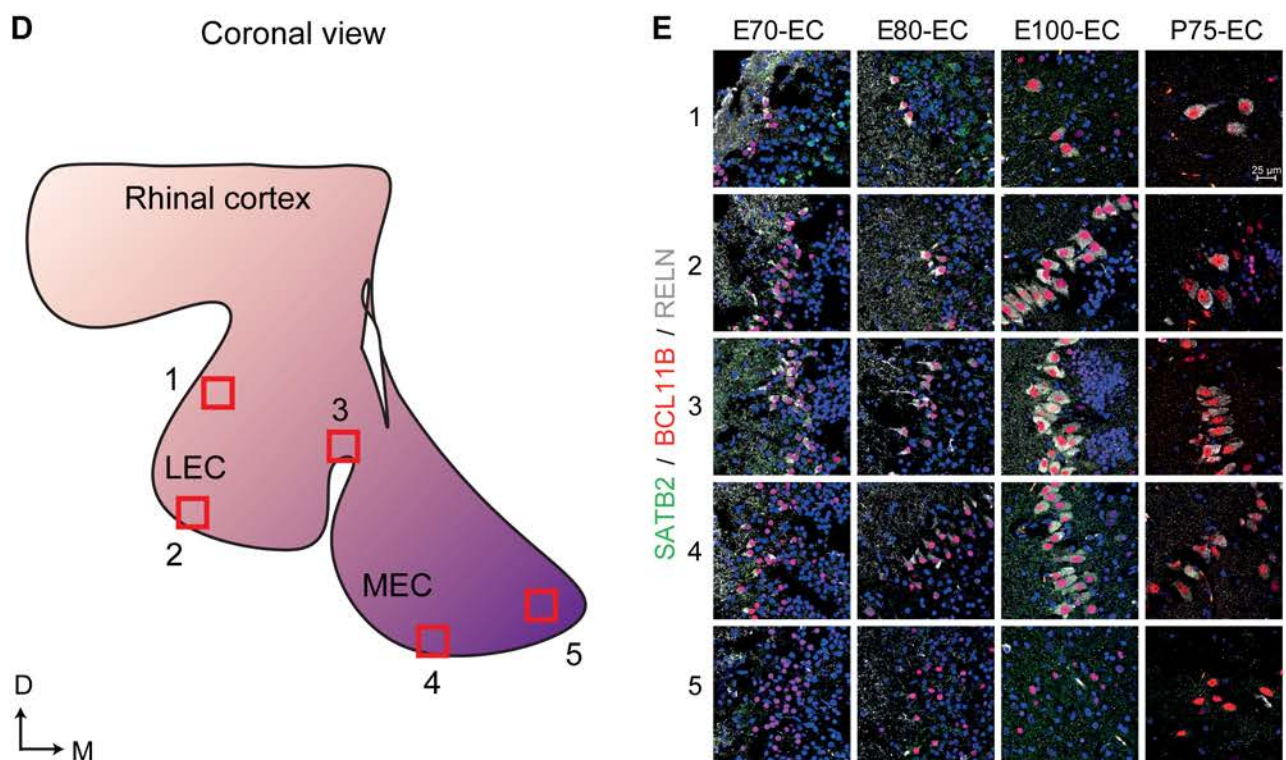 D
Coronal view
Rhinal cortex
1
LEC
2
3
MEC
4
5
D
M
E
E70-EC E80-EC E100-EC P75-EC
SATB2 / BCL11B / RELN
1
25 μm
2
3
4
5